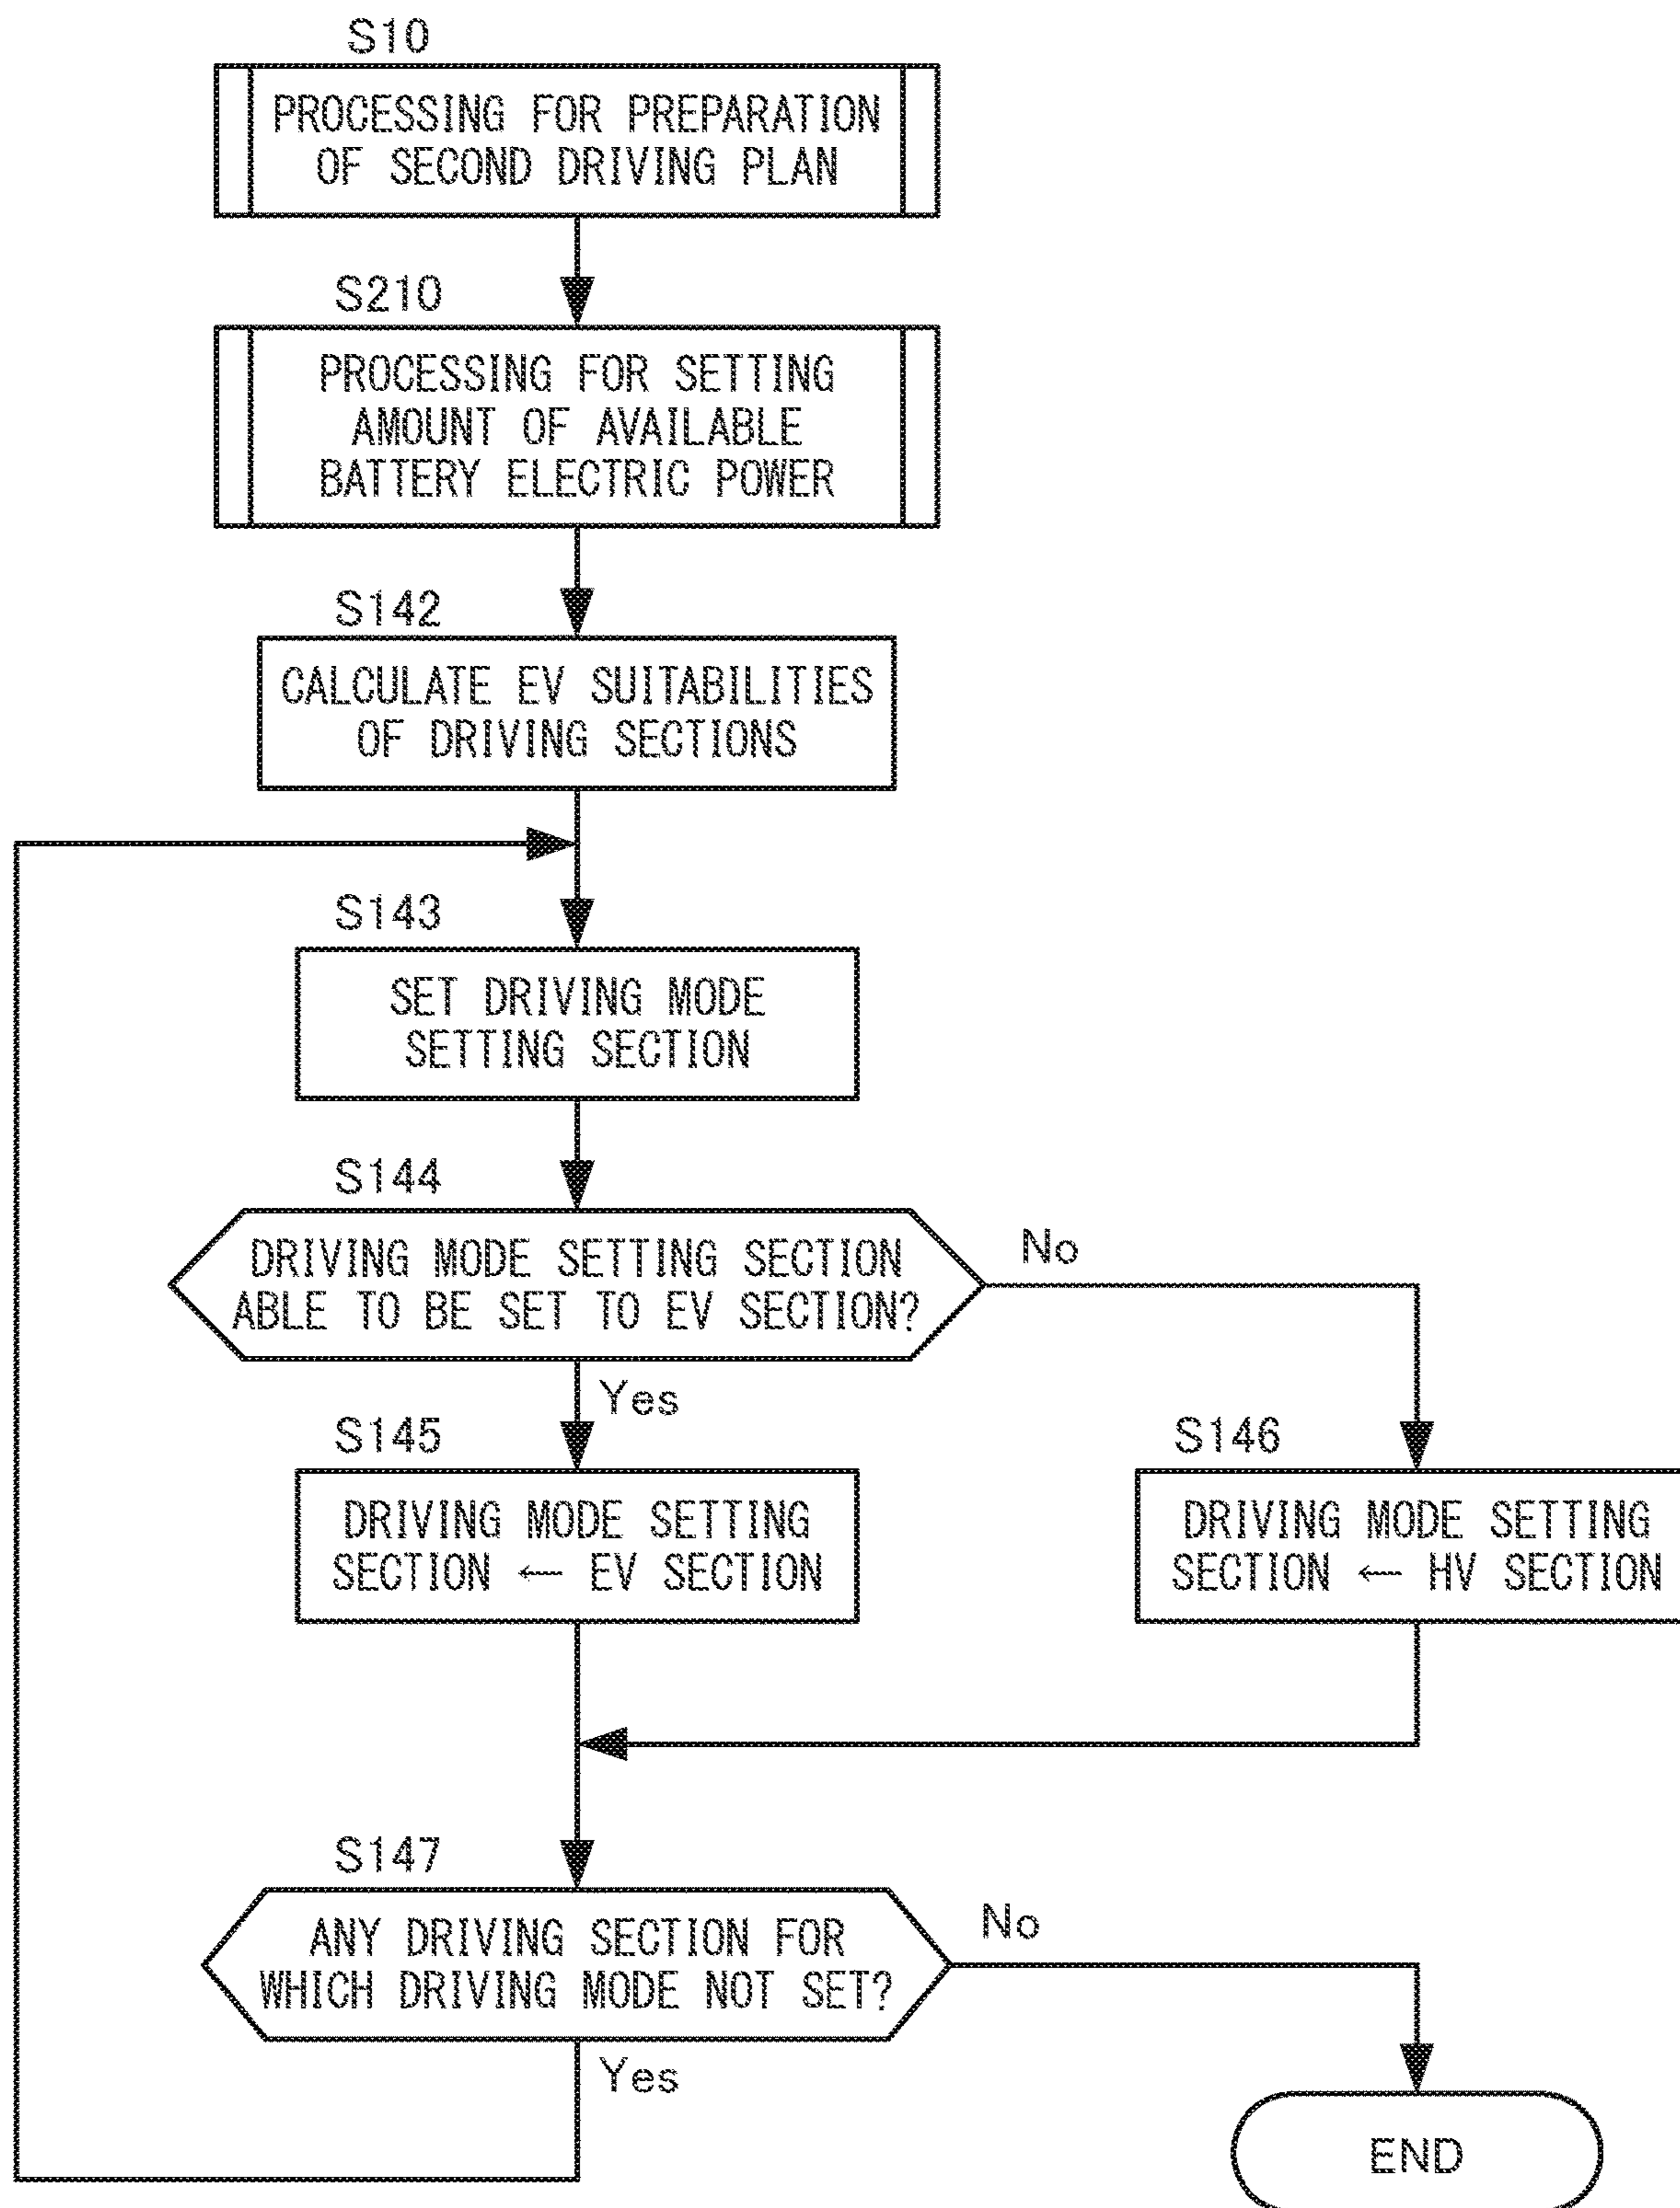 S10
PROCESSING FOR PREPARATION
OF SECOND DRIVING PLAN
S210
PROCESSING FOR SETTING
AMOUNT OF AVAILABLE
BATTERY ELECTRIC POWER
S142
CALCULATE EV SUITABILITIES
OF DRIVING SECTIONS
S143
SET DRIVING MODE
SETTING SECTION
S144
DRIVING MODE SETTING SECTION
ABLE TO BE SET TO EV SECTION?
No
Yes
S145
DRIVING MODE SETTING
SECTION ← EV SECTION
S146
DRIVING MODE SETTING
SECTION ← HV SECTION
S147
ANY DRIVING SECTION FOR
WHICH DRIVING MODE NOT SET?
No
Yes
END